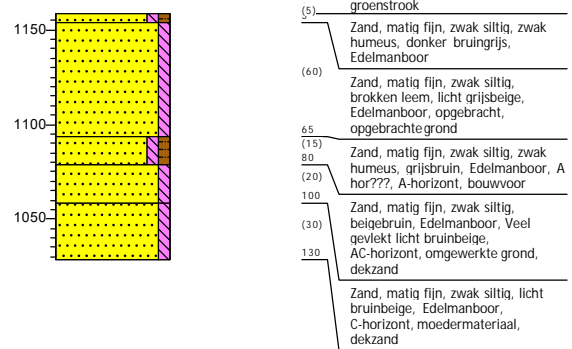 groenstrook
(5)
5
Zand, matig fijn, zwak siltig, zwak
humeus, donker bruingrijs,
Edelmanboor
(60)
Zand, matig fijn, zwak siltig,
brokken leem, licht grijsbeige,
Edelmanboor, opgebracht,
opgebrachte grond
65
(15)
Zand, matig fijn, zwak siltig, zwak
humeus, grijsbruin, Edelmanboor, A
hor???, A-horizont, bouwvoor
80
(20)
100
Zand, matig fijn, zwak siltig,
beigebruin, Edelmanboor, Veel
gevlekt licht bruinbeige,
AC-horizont, omgewerkte grond,
dekzand
(30)
130
Zand, matig fijn, zwak siltig, licht
bruinbeige, Edelmanboor,
C-horizont, moedermateriaal,
dekzand
1150
1100
1050